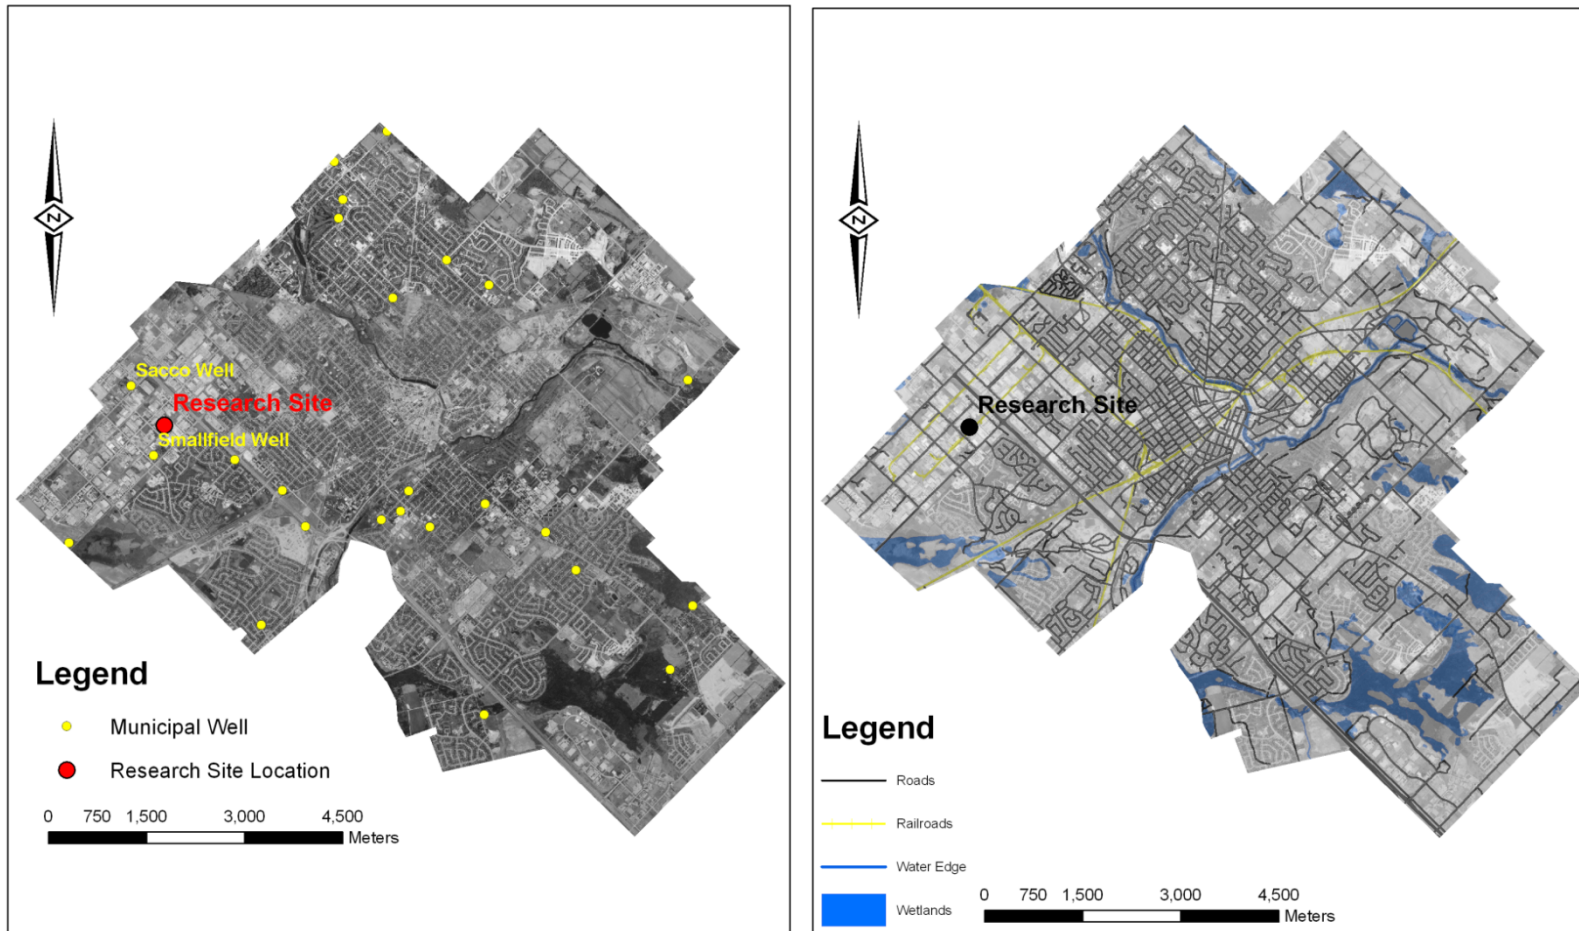 N
Sacco Well
Research Site
Smallfield Well
Legend
Municipal Well
Research Site Location
0 750 1,500 3,000 4,500
Meters
N
Research Site
Legend
Roads
Railroads
Water Edge
Wetlands
0 750 1,500 3,000 4,500
Meters